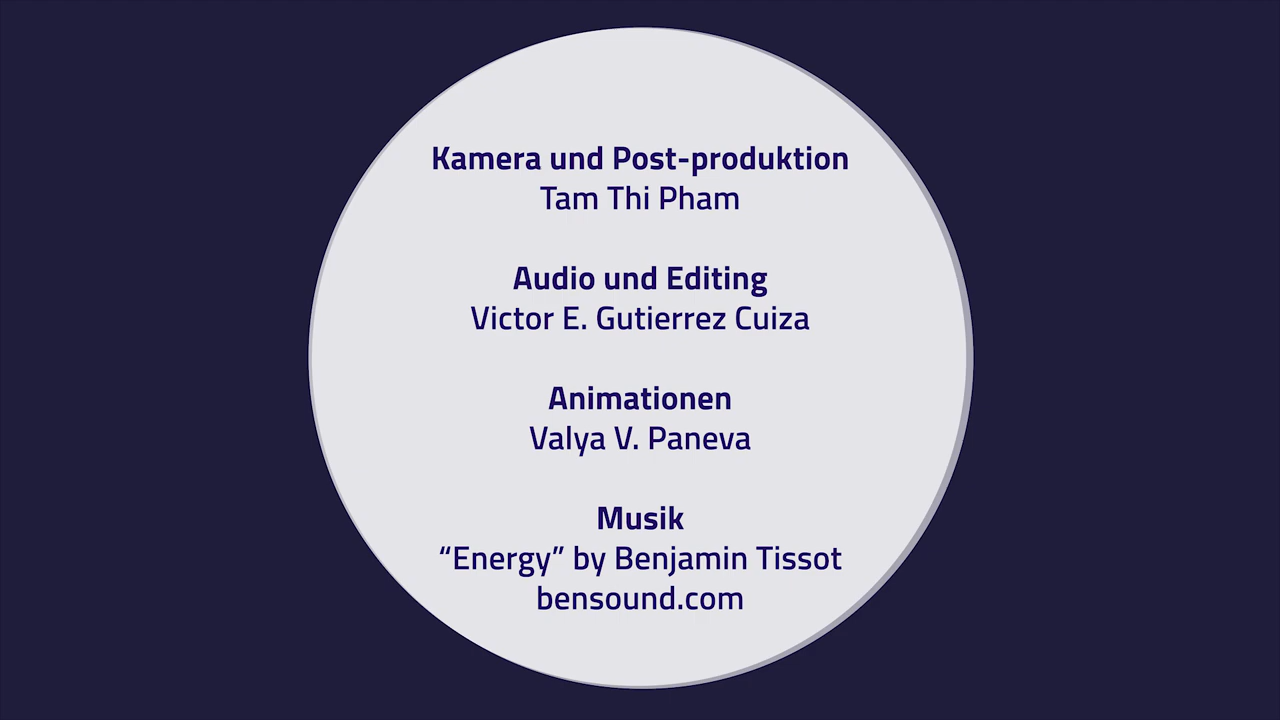 Kamera und Post-produktion
Tam Thi Pham
Audio und Editing
Victor E. Gutierrez Cuiza
Animationen
Valya V. Paneva
Musik
“Energy” by Benjamin Tissot
bensound.com